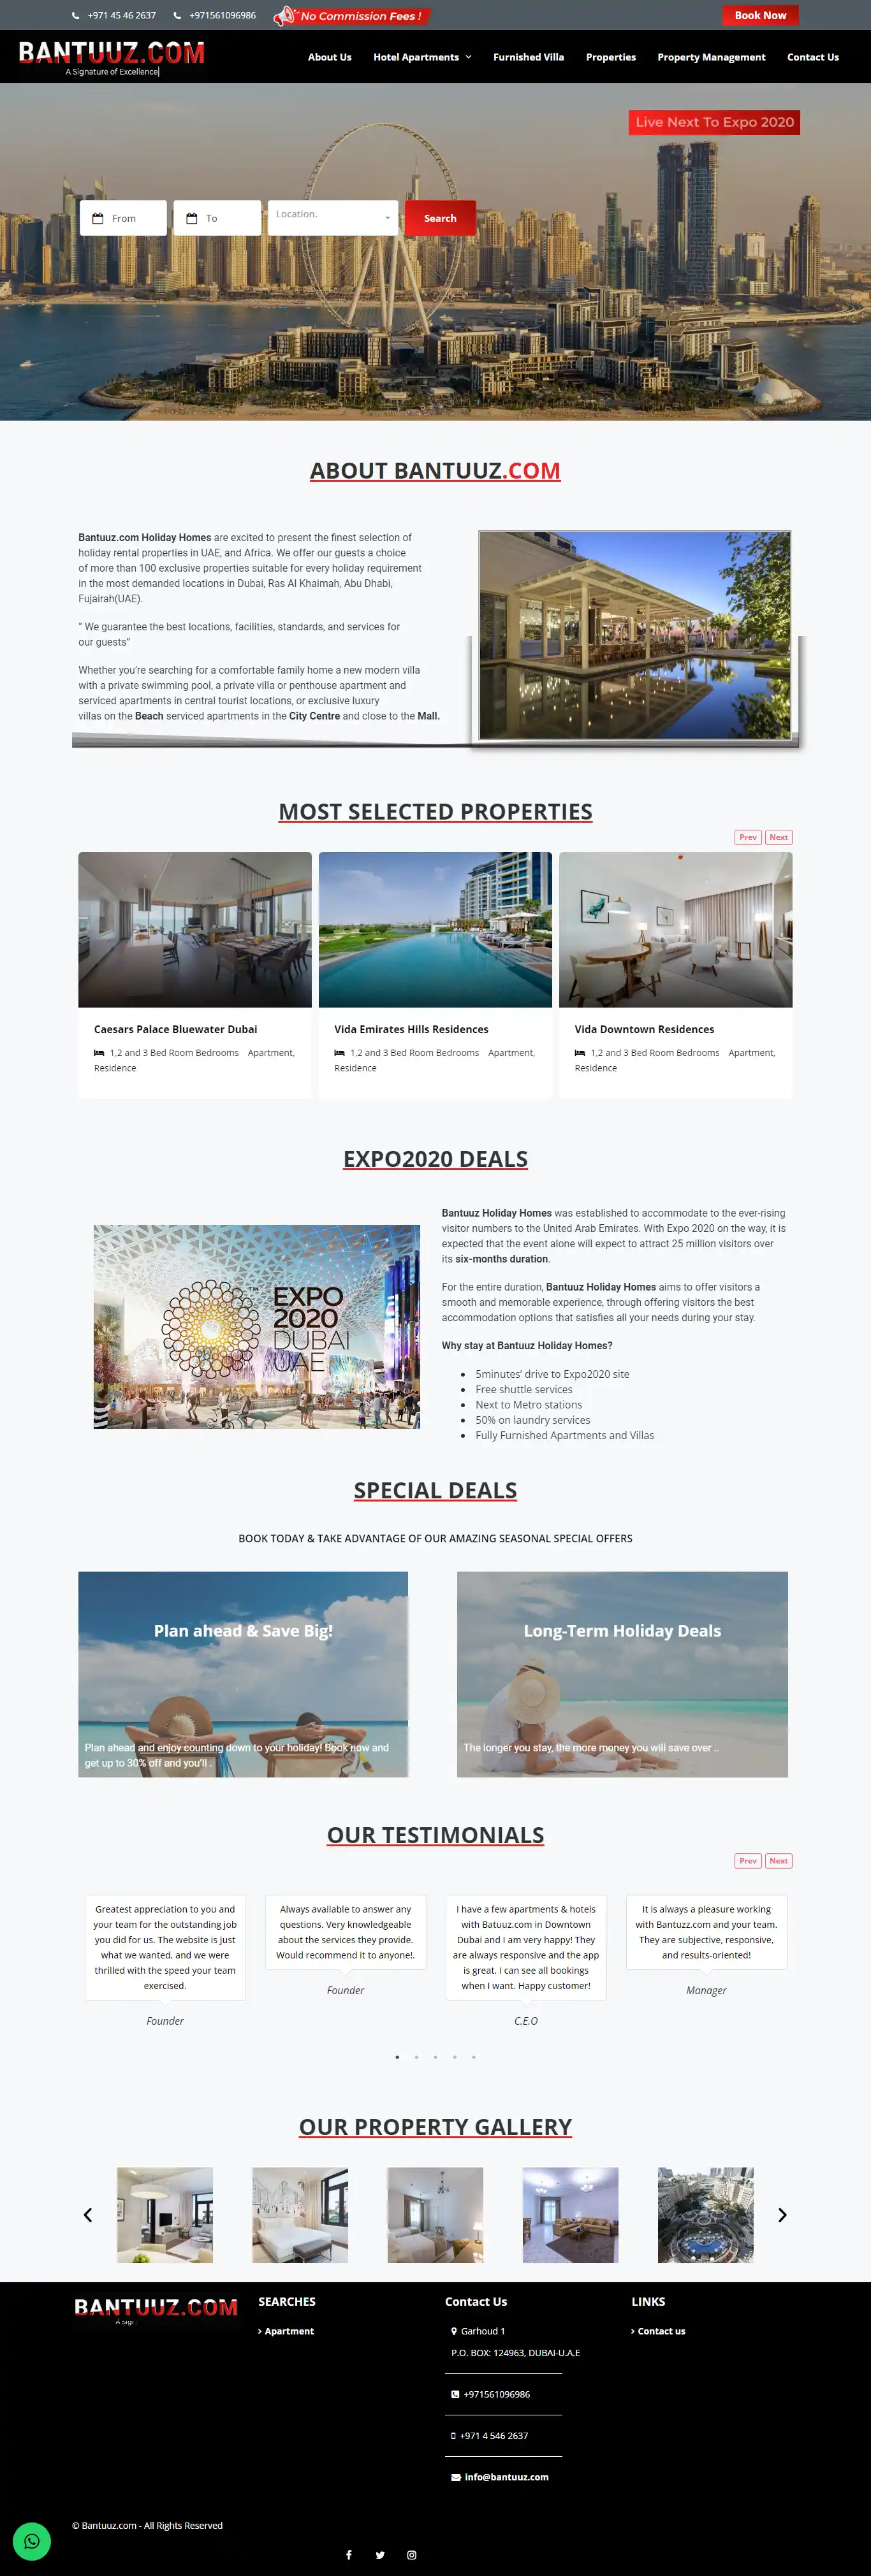 +971 45 46 2637 +971561096986 No Commission Fees ! Book Now
BANTUUZ.COM
A Signature of Excellence|
About Us Hotel Apartments Furnished Villa Properties Property Management Contact Us
Live Next To Expo 2020
From To Location. Search
ABOUT BANTUUZ.COM
Bantuuz.com Holiday Homes are excited to present the finest selection of
holiday rental properties in UAE, and Africa. We offer our guests a choice
of more than 100 exclusive properties suitable for every holiday requirement
in the most demanded locations in Dubai, Ras Al Khaimah, Abu Dhabi,
Fujairah(UAE).
" We guarantee the best locations, facilities, standards, and services for
our guests"
Whether you're searching for a comfortable family home a new modern villa
with a private swimming pool, a private villa or penthouse apartment and
serviced apartments in central tourist locations, or exclusive luxury
villas on the Beach serviced apartments in the City Centre and close to the Mall.
MOST SELECTED PROPERTIES
Prev Next
Caesars Palace Bluewater Dubai
1,2 and 3 Bed Room Bedrooms Apartment,
Residence
Vida Emirates Hills Residences
1,2 and 3 Bed Room Bedrooms Apartment,
Residence
Vida Downtown Residences
1,2 and 3 Bed Room Bedrooms Apartment,
Residence
EXPO2020 DEALS
EXPO
2020
DUBAI
UAE
Bantuuz Holiday Homes was established to accommodate to the ever-rising
visitor numbers to the United Arab Emirates. With Expo 2020 on the way, it is
expected that the event alone will expect to attract 25 million visitors over
its six-months duration.
For the entire duration, Bantuuz Holiday Homes aims to offer visitors a
smooth and memorable experience, through offering visitors the best
accommodation options that satisfies all your needs during your stay.
Why stay at Bantuuz Holiday Homes?
5minutes' drive to Expo2020 site
Free shuttle services
Next to Metro stations
50% on laundry services
Fully Furnished Apartments and Villas
SPECIAL DEALS
BOOK TODAY & TAKE ADVANTAGE OF OUR AMAZING SEASONAL SPECIAL OFFERS
Plan ahead & Save Big!
Plan ahead and enjoy counting down to your holiday! Book now and
get up to 30% off and you'll .
Long-Term Holiday Deals
The longer you stay, the more money you will save over ..
OUR TESTIMONIALS
Prev Next
Greatest appreciation to you and
your team for the outstanding job
you did for us. The website is just
what we wanted, and we were
thrilled with the speed your team
exercised.
Founder
Always available to answer any
questions. Very knowledgeable
about the services they provide.
Would recommend it to anyone!.
Founder
I have a few apartments & hotels
with Batuuz.com in Downtown
Dubai and I am very happy! They
are always responsive and the app
is great, I can see all bookings
when I want. Happy customer!
C.E.O
It is always a pleasure working
with Bantuzz.com and your team.
They are subjective, responsive,
and results-oriented!
Manager
OUR PROPERTY GALLERY
BANTUUZ.COM
A Sign
SEARCHES
Apartment
Contact Us
Garhoud 1
P.O. BOX: 124963, DUBAI-U.A.E
+971561096986
+971 4 546 2637
info@bantuuz.com
LINKS
Contact us
© Bantuuz.com - All Rights Reserved